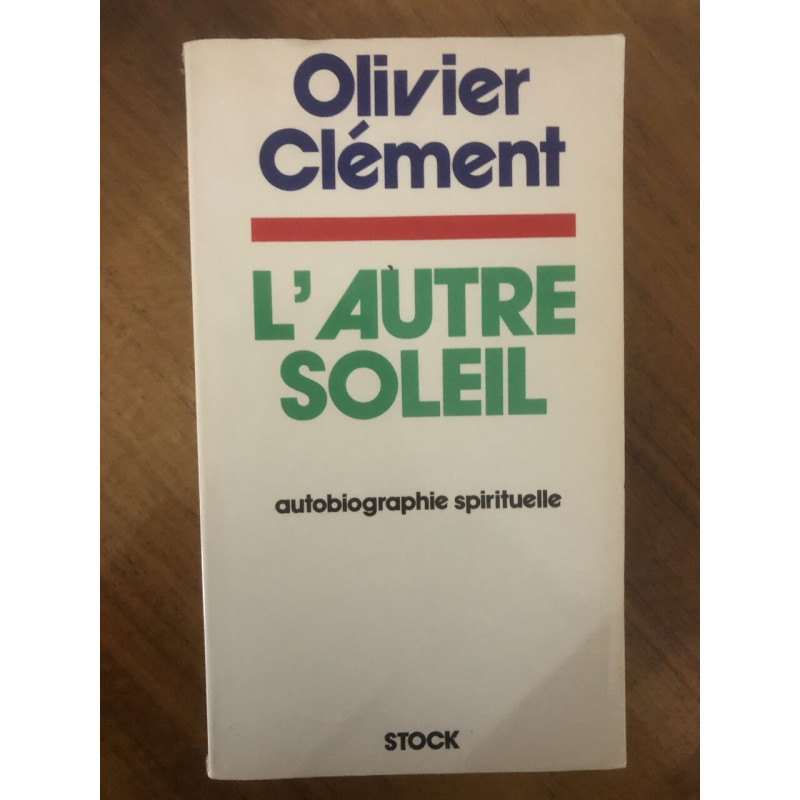 Olivier
Clément
L'AUTRE
SOLEIL
autobiographie spirituelle
STOCK